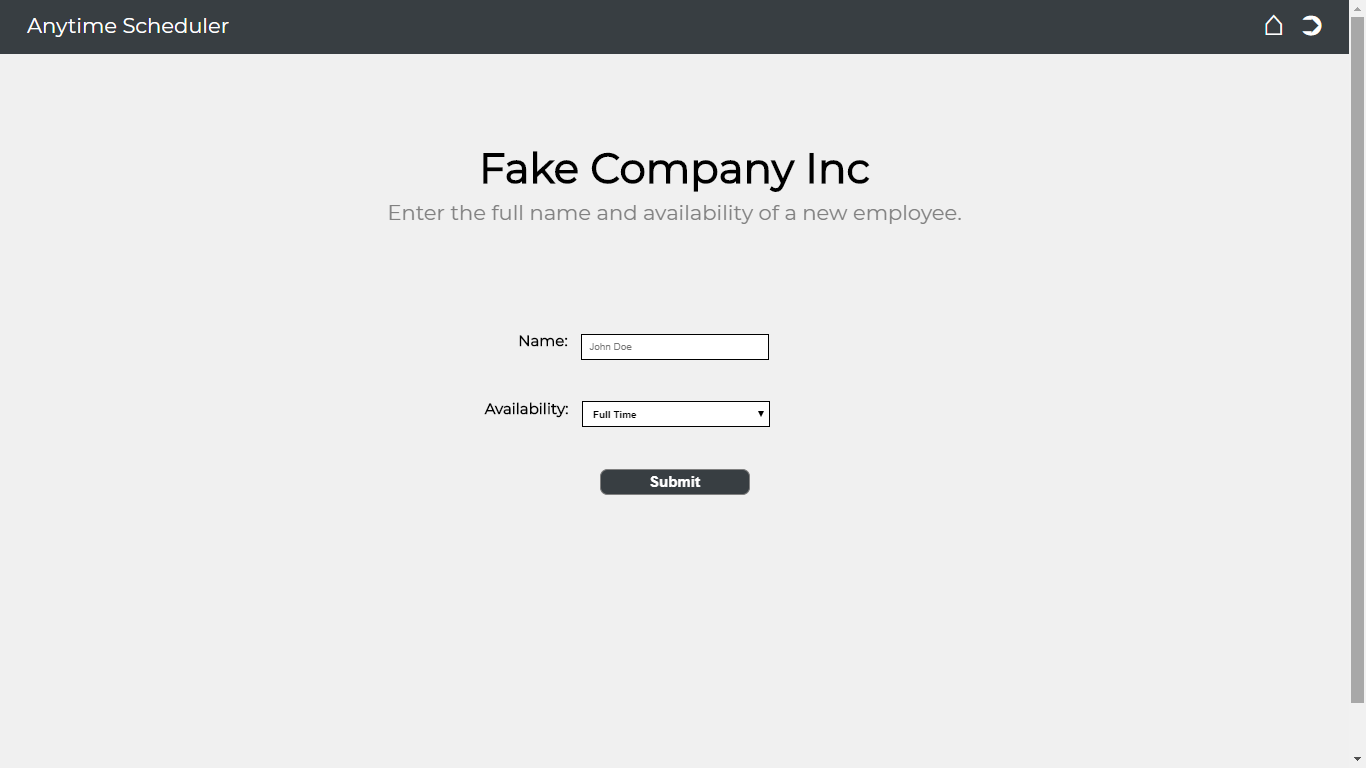 Anytime Scheduler
Fake Company Inc
Enter the full name and availability of a new employee.
Name: John Doe
Availability: Full Time
Submit